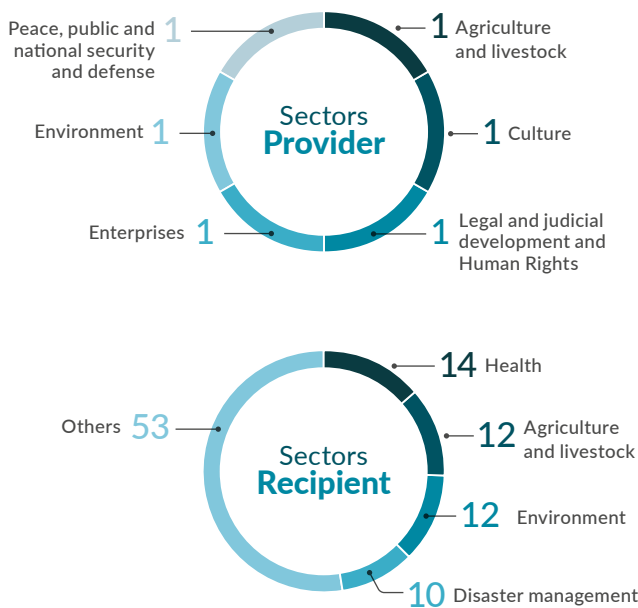 Peace, public and
national security
and defense
1
1
Agriculture
and livestock
Environment 1
Sectors
Provider
1 Culture
Enterprises 1
1
Legal and judicial
development and
Human Rights
14 Health
Others 53
Sectors
Recipient
12
Agriculture
and livestock
12 Environment
10 Disaster management